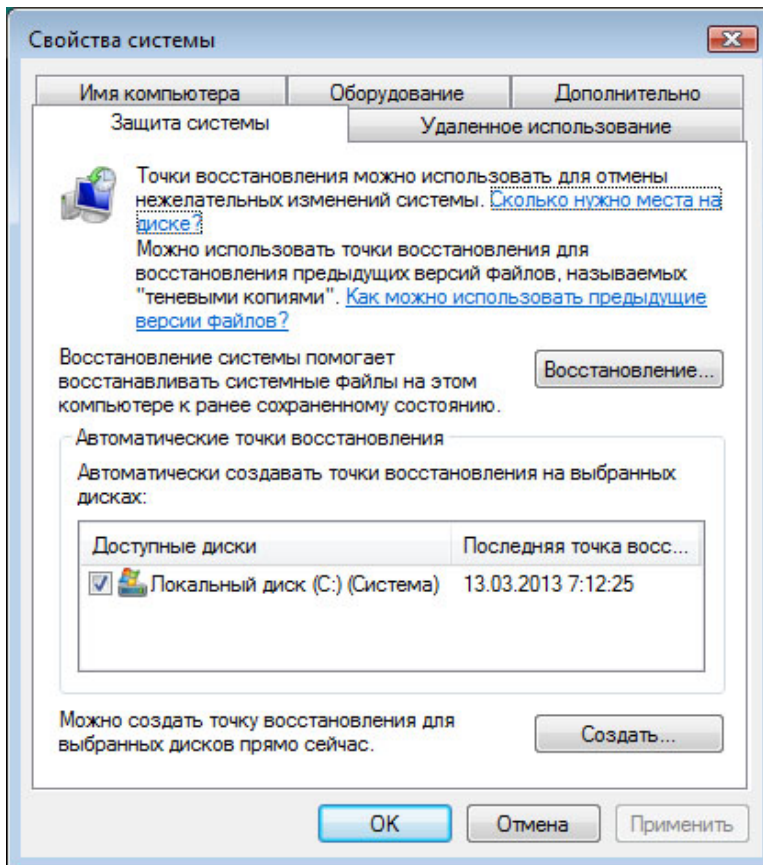 Свойства системы
Имя компьютера
Оборудование
Дополнительно
Защита системы
Удаленное использование
Точки восстановления можно использовать для отмены
нежелательных изменений системы. Сколько нужно места на
диске?
Можно использовать точки восстановления для
восстановления предыдущих версий файлов, называемых
"теневыми копиями". Как можно использовать предыдущие
версии файлов?
Восстановление системы помогает
восстанавливать системные файлы на этом
компьютере к ранее сохраненному состоянию.
Восстановление...
Автоматические точки восстановления
Автоматически создавать точки восстановления на выбранных
дисках:
Доступные диски
Последняя точка восс...
Локальный диск (C:) (Система)
13.03.2013 7:12:25
Можно создать точку восстановления для
выбранных дисков прямо сейчас.
Создать...
ОК
Отмена
Применить